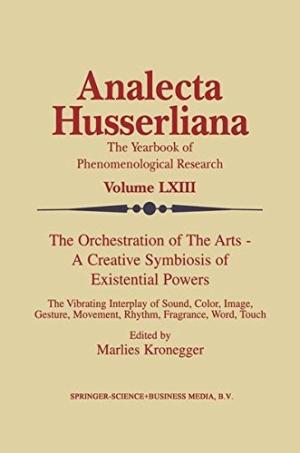 Analecta
Husserliana
The Yearbook of
Phenomenological Research
Volume LXIII
The Orchestration of The Arts -
A Creative Symbiosis of
Existential Powers
The Vibrating Interplay of Sound, Color, Image,
Gesture, Movement, Rhythm, Fragrance, Word, Touch
Edited by
Marlies Kronegger
SPRINGER-SCIENCE+BUSINESS MEDIA, B.V.